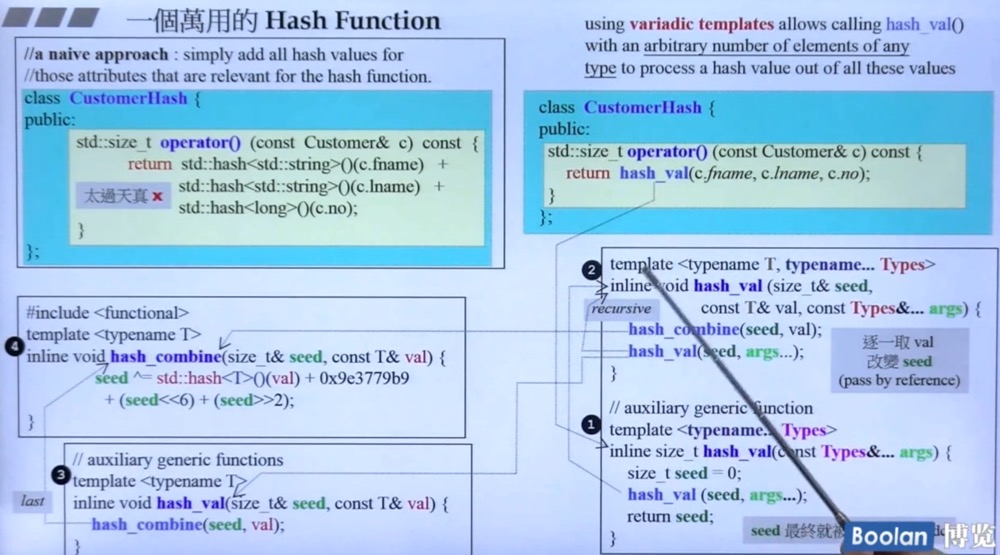 一個萬用的 Hash Function
//a naive approach : simply add all hash values for
//those attributes that are relevant for the hash function.
class CustomerHash {
public:
std::size_t operator() (const Customer& c) const {
return std::hash<std::string>()(c.fname) +
std::hash<std::string>()(c.lname) +
std::hash<long>()(c.no);
}
};
太過天真 ×
using variadic templates allows calling hash_val()
with an arbitrary number of elements of any
type to process a hash value out of all these values
class CustomerHash {
public:
std::size_t operator() (const Customer& c) const {
return hash_val(c.fname, c.lname, c.no);
}
};
2
template <typename T, typename... Types>
inline void hash_val (size_t& seed,
const T& val, const Types&... args) {
hash_combine(seed, val);
hash_val(seed, args...);
}
recursive
逐一取 val
改變 seed
(pass by reference)
1
// auxiliary generic function
template <typename... Types>
inline size_t hash_val(const Types&... args) {
size_t seed = 0;
hash_val (seed, args...);
return seed;
}
seed 最終就被
4
#include <functional>
template <typename T>
inline void hash_combine(size_t& seed, const T& val) {
seed ^= std::hash<T>()(val) + 0x9e3779b9
+ (seed<<6) + (seed>>2);
}
3
// auxiliary generic functions
template <typename T>
inline void hash_val(size_t& seed, const T& val) {
hash_combine(seed, val);
}
last
Boolan 博览